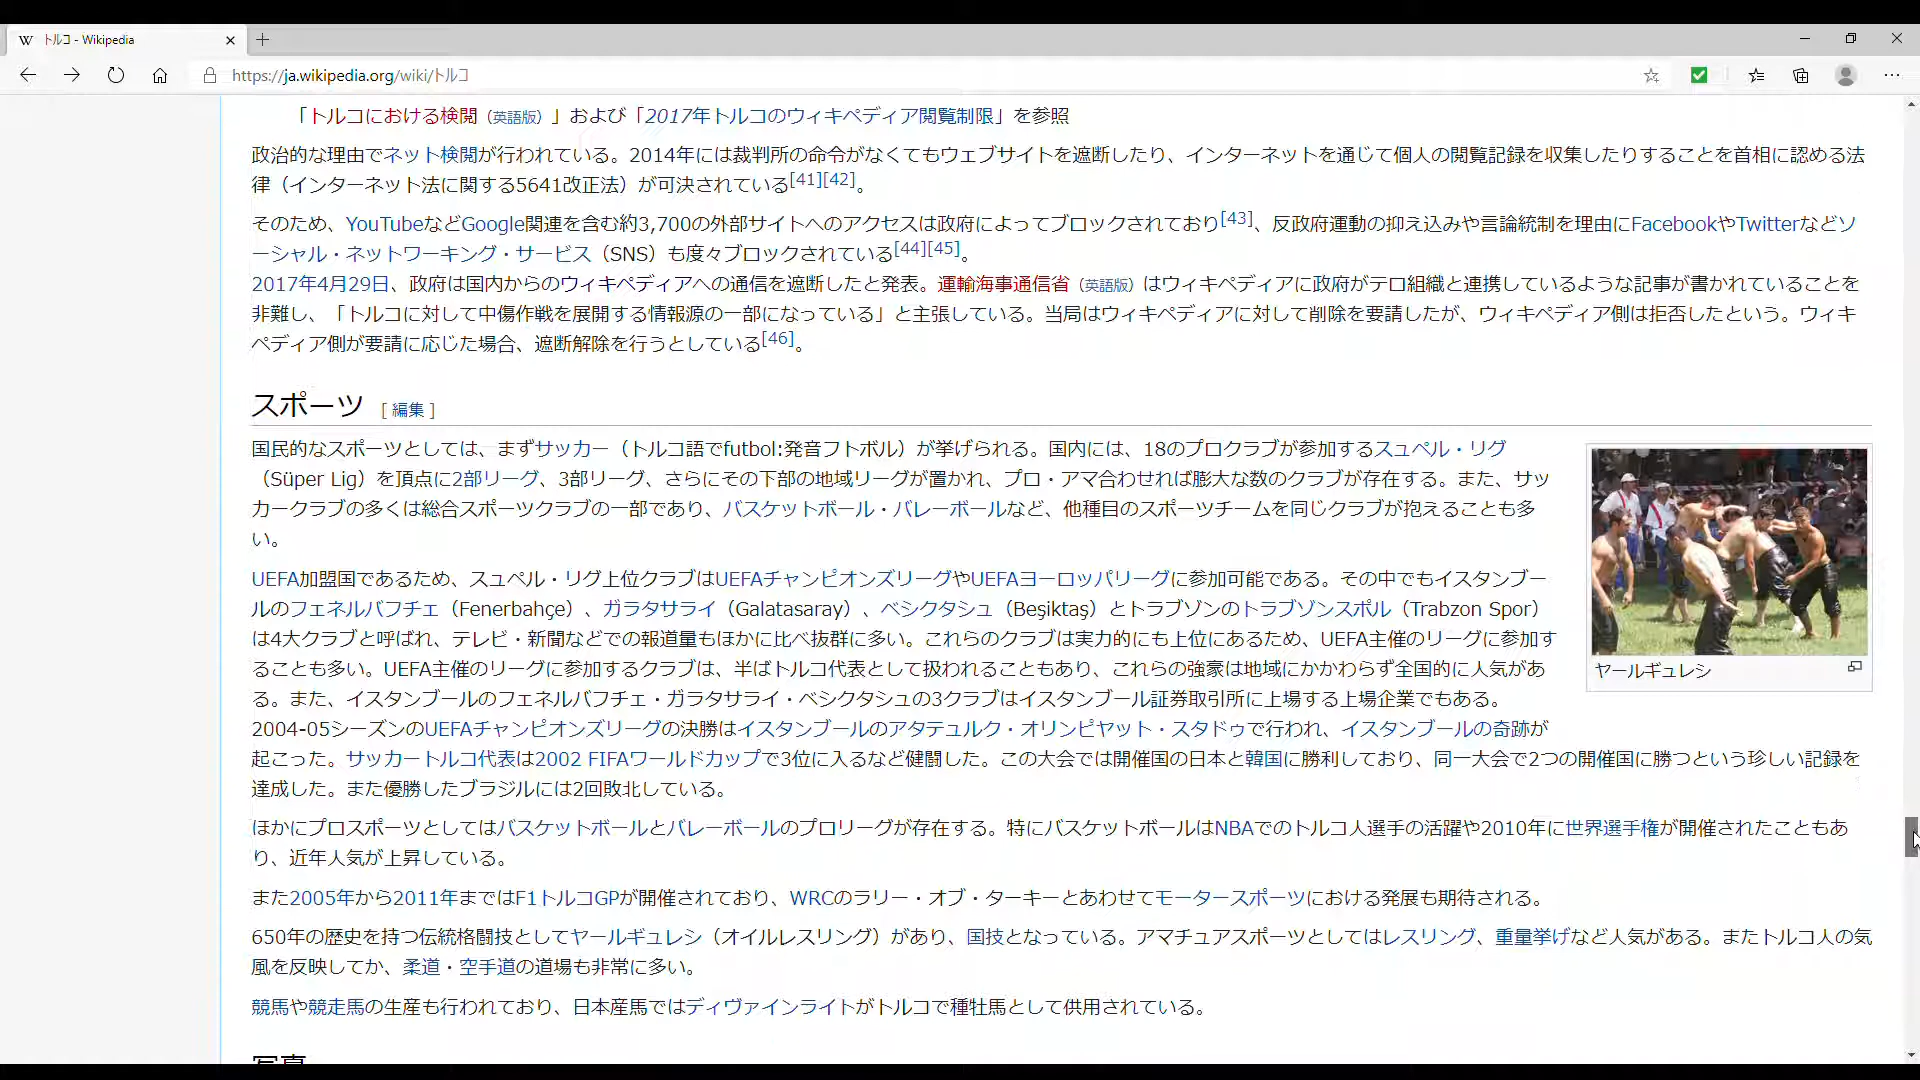 トルコ - Wikipedia
https://ja.wikipedia.org/wiki/トルコ
「トルコにおける検閲（英語版）」および「2017年トルコのウィキペディア閲覧制限」を参照
政治的な理由でネット検閲が行われている。2014年には裁判所の命令がなくてもウェブサイトを遮断したり、インターネットを通じて個人の閲覧記録を収集したりすることを首相に認める法
律（インターネット法に関する5641改正法）が可決されている[41][42]。
そのため、YouTubeなどGoogle関連を含む約3,700の外部サイトへのアクセスは政府によってブロックされており[43]、反政府運動の抑え込みや言論統制を理由にFacebookやTwitterなどソ
ーシャル・ネットワーキング・サービス（SNS）も度々ブロックされている[44][45]。
2017年4月29日、政府は国内からのウィキペディアへの通信を遮断したと発表。運輸海事通信省（英語版）はウィキペディアに政府がテロ組織と連携しているような記事が書かれていることを
非難し、「トルコに対して中傷作戦を展開する情報源の一部になっている」と主張している。当局はウィキペディアに対して削除を要請したが、ウィキペディア側は拒否したという。ウィキ
ペディア側が要請に応じた場合、遮断解除を行うとしている[46]。
スポーツ [ 編集 ]
国民的なスポーツとしては、まずサッカー（トルコ語でfutbol:発音フトボル）が挙げられる。国内には、18のプロクラブが参加するスュペル・リグ
（Süper Lig）を頂点に2部リーグ、3部リーグ、さらにその下部の地域リーグが置かれ、プロ・アマ合わせれば膨大な数のクラブが存在する。また、サッ
カークラブの多くは総合スポーツクラブの一部であり、バスケットボール・バレーボールなど、他種目のスポーツチームを同じクラブが抱えることも多
い。
UEFA加盟国であるため、スュペル・リグ上位クラブはUEFAチャンピオンズリーグやUEFAヨーロッパリーグに参加可能である。その中でもイスタンブー
ルのフェネルバフチェ（Fenerbahçe）、ガラタサライ（Galatasaray）、ベシクタシュ（Beşiktaş）とトラブゾンのトラブゾンスポル（Trabzon Spor）
は4大クラブと呼ばれ、テレビ・新聞などでの報道量もほかに比べ抜群に多い。これらのクラブは実力的にも上位にあるため、UEFA主催のリーグに参加す
ることも多い。UEFA主催のリーグに参加するクラブは、半ばトルコ代表として扱われることもあり、これらの強豪は地域にかかわらず全国的に人気があ
る。また、イスタンブールのフェネルバフチェ・ガラタサライ・ベシクタシュの3クラブはイスタンブール証券取引所に上場する上場企業でもある。
2004-05シーズンのUEFAチャンピオンズリーグの決勝はイスタンブールのアタテュルク・オリンピヤット・スタドゥで行われ、イスタンブールの奇跡が
起こった。サッカートルコ代表は2002 FIFAワールドカップで3位に入るなど健闘した。この大会では開催国の日本と韓国に勝利しており、同一大会で2つの開催国に勝つという珍しい記録を
達成した。また優勝したブラジルには2回敗北している。
ヤールギュレシ
ほかにプロスポーツとしてはバスケットボールとバレーボールのプロリーグが存在する。特にバスケットボールはNBAでのトルコ人選手の活躍や2010年に世界選手権が開催されたこともあ
り、近年人気が上昇している。
また2005年から2011年まではF1トルコGPが開催されており、WRCのラリー・オブ・ターキーとあわせてモータースポーツにおける発展も期待される。
650年の歴史を持つ伝統格闘技としてヤールギュレシ（オイルレスリング）があり、国技となっている。アマチュアスポーツとしてはレスリング、重量挙げなど人気がある。またトルコ人の気
風を反映してか、柔道・空手道の道場も非常に多い。
競馬や競走馬の生産も行われており、日本産馬ではディヴァインライトがトルコで種牡馬として供用されている。
写真